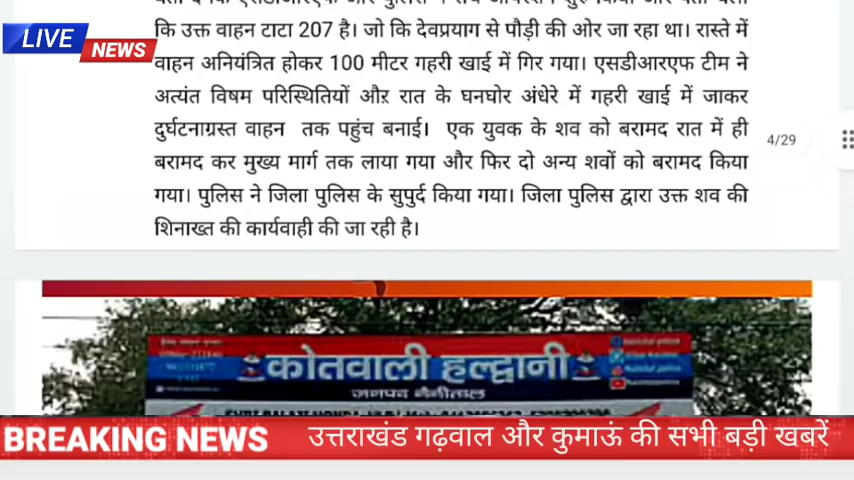 LIVE
NEWS
कि उक्त वाहन टाटा 207 है। जो कि देवप्रयाग से पौड़ी की ओर जा रहा था। रास्ते में
वाहन अनियंत्रित होकर 100 मीटर गहरी खाई में गिर गया। एसडीआरएफ टीम ने
अत्यंत विषम परिस्थितियों और रात के घनघोर अंधेरे में गहरी खाई में जाकर
दुर्घटनाग्रस्त वाहन तक पहुंच बनाई। एक युवक के शव को बरामद रात में ही
बरामद कर मुख्य मार्ग तक लाया गया और फिर दो अन्य शवों को बरामद किया
गया। पुलिस ने जिला पुलिस के सुपुर्द किया गया। जिला पुलिस द्वारा उक्त शव की
शिनाख्त की कार्यवाही की जा रही है।
4/29
कोतवाली हल्द्वानी
जनपद नैनीताल
BREAKING NEWS
उत्तराखंड गढ़वाल और कुमाऊं की सभी बड़ी खबरें